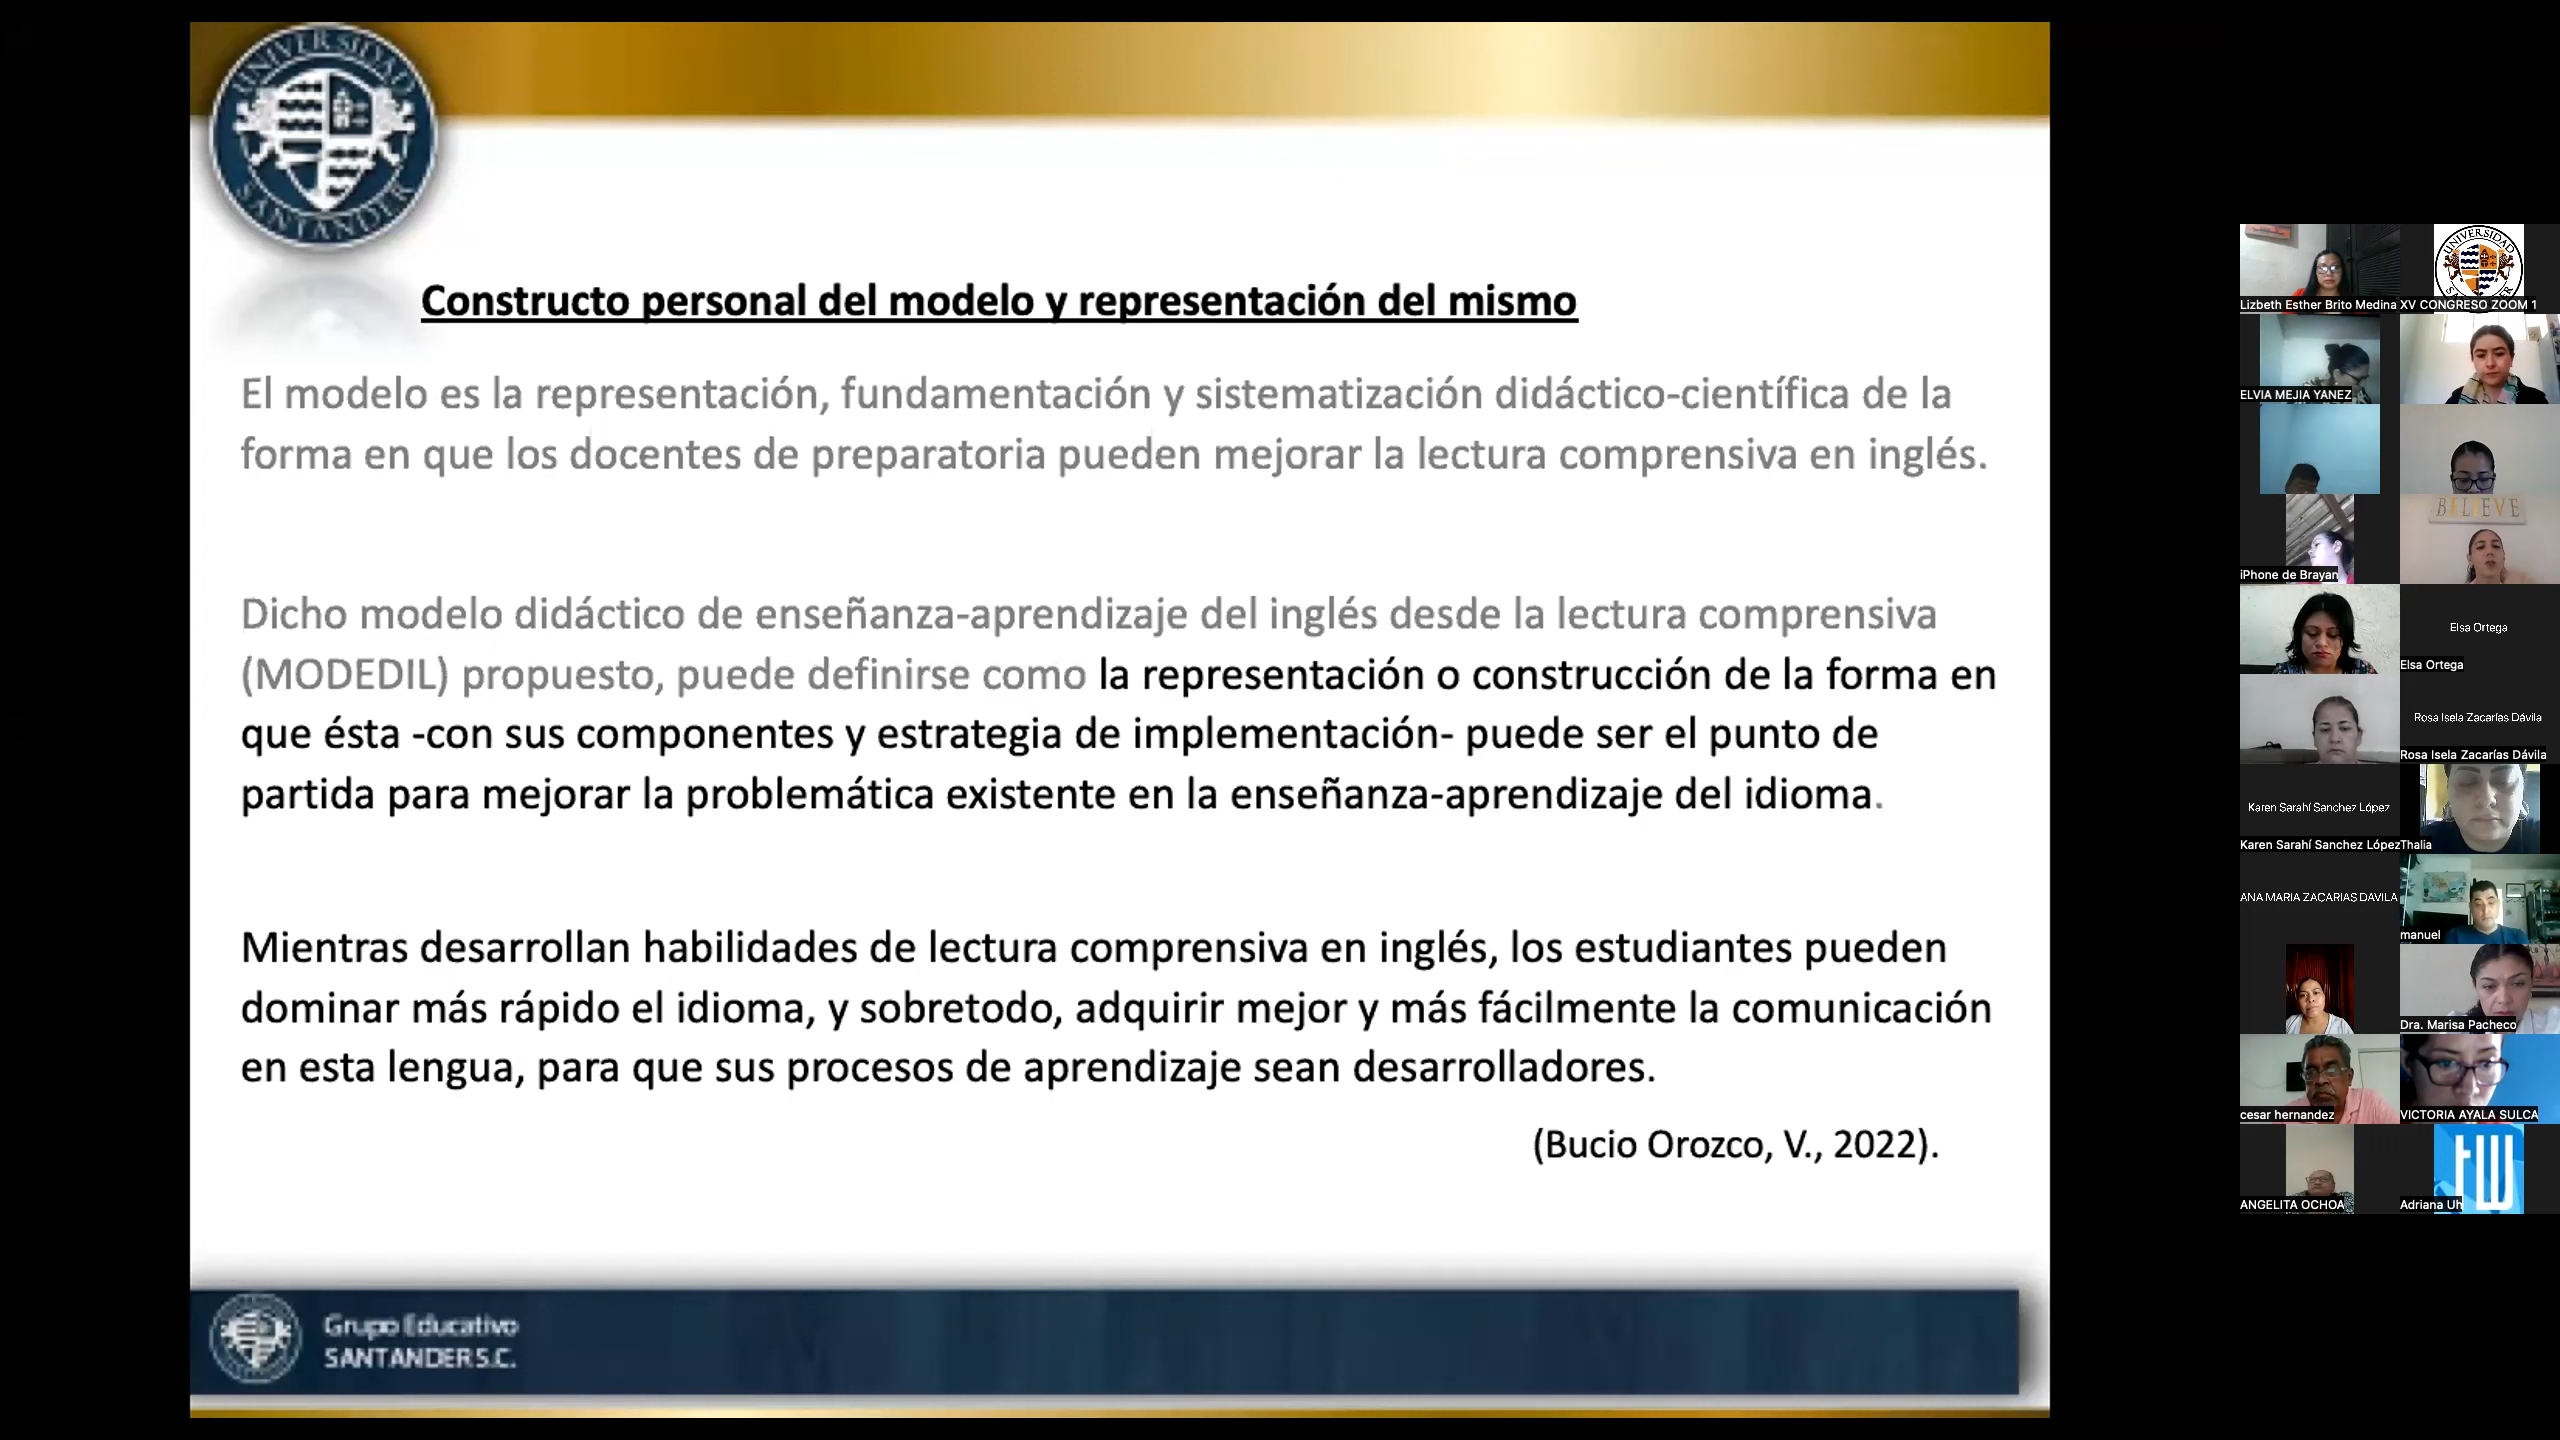 UNIVERSIDAD
SANTANDER
Constructo personal del modelo y representación del mismo
El modelo es la representación, fundamentación y sistematización didáctico-científica de la
forma en que los docentes de preparatoria pueden mejorar la lectura comprensiva en inglés.
Dicho modelo didáctico de enseñanza-aprendizaje del inglés desde la lectura comprensiva
(MODEDIL) propuesto, puede definirse como la representación o construcción de la forma en
que ésta -con sus componentes y estrategia de implementación- puede ser el punto de
partida para mejorar la problemática existente en la enseñanza-aprendizaje del idioma.
Mientras desarrollan habilidades de lectura comprensiva en inglés, los estudiantes pueden
dominar más rápido el idioma, y sobretodo, adquirir mejor y más fácilmente la comunicación
en esta lengua, para que sus procesos de aprendizaje sean desarrolladores.
(Bucio Orozco, V., 2022).
Grupo Educativo
SANTANDER S.C.
UNIVERSIDAD
Lizbeth Esther Brito Medina
XV CONGRESO ZOOM 1
ELVIA MEJIA YANEZ
BELIEVE
iPhone de Brayan
Elsa Ortega
Elsa Ortega
Rosa Isela Zacarías Dávila
Rosa Isela Zacarías Dávila
Karen Sarahí Sanchez López
Karen Sarahí Sanchez López
Thalia
ANA MARIA ZACARIAS DAVILA
manuel
Dra. Marisa Pacheco
cesar hernandez
VICTORIA AYALA SULCA
ANGELITA OCHOA
tw
Adriana Uh